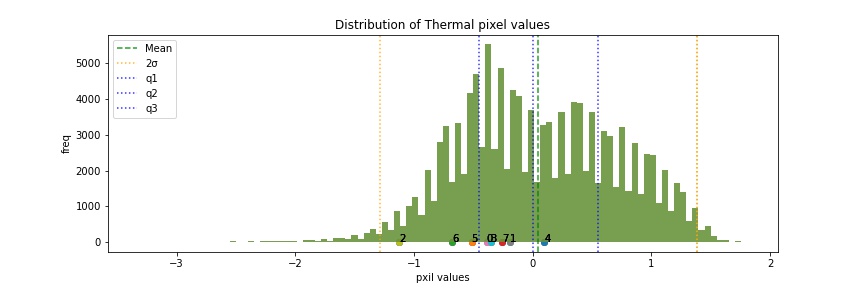 Distribution of Thermal pixel values
Mean
2σ
q1
q2
q3
freq
5000
4000
3000
2000
1000
0
2 6 5 0 3 7 1 4
−3 −2 −1 0 1 2
pxil values